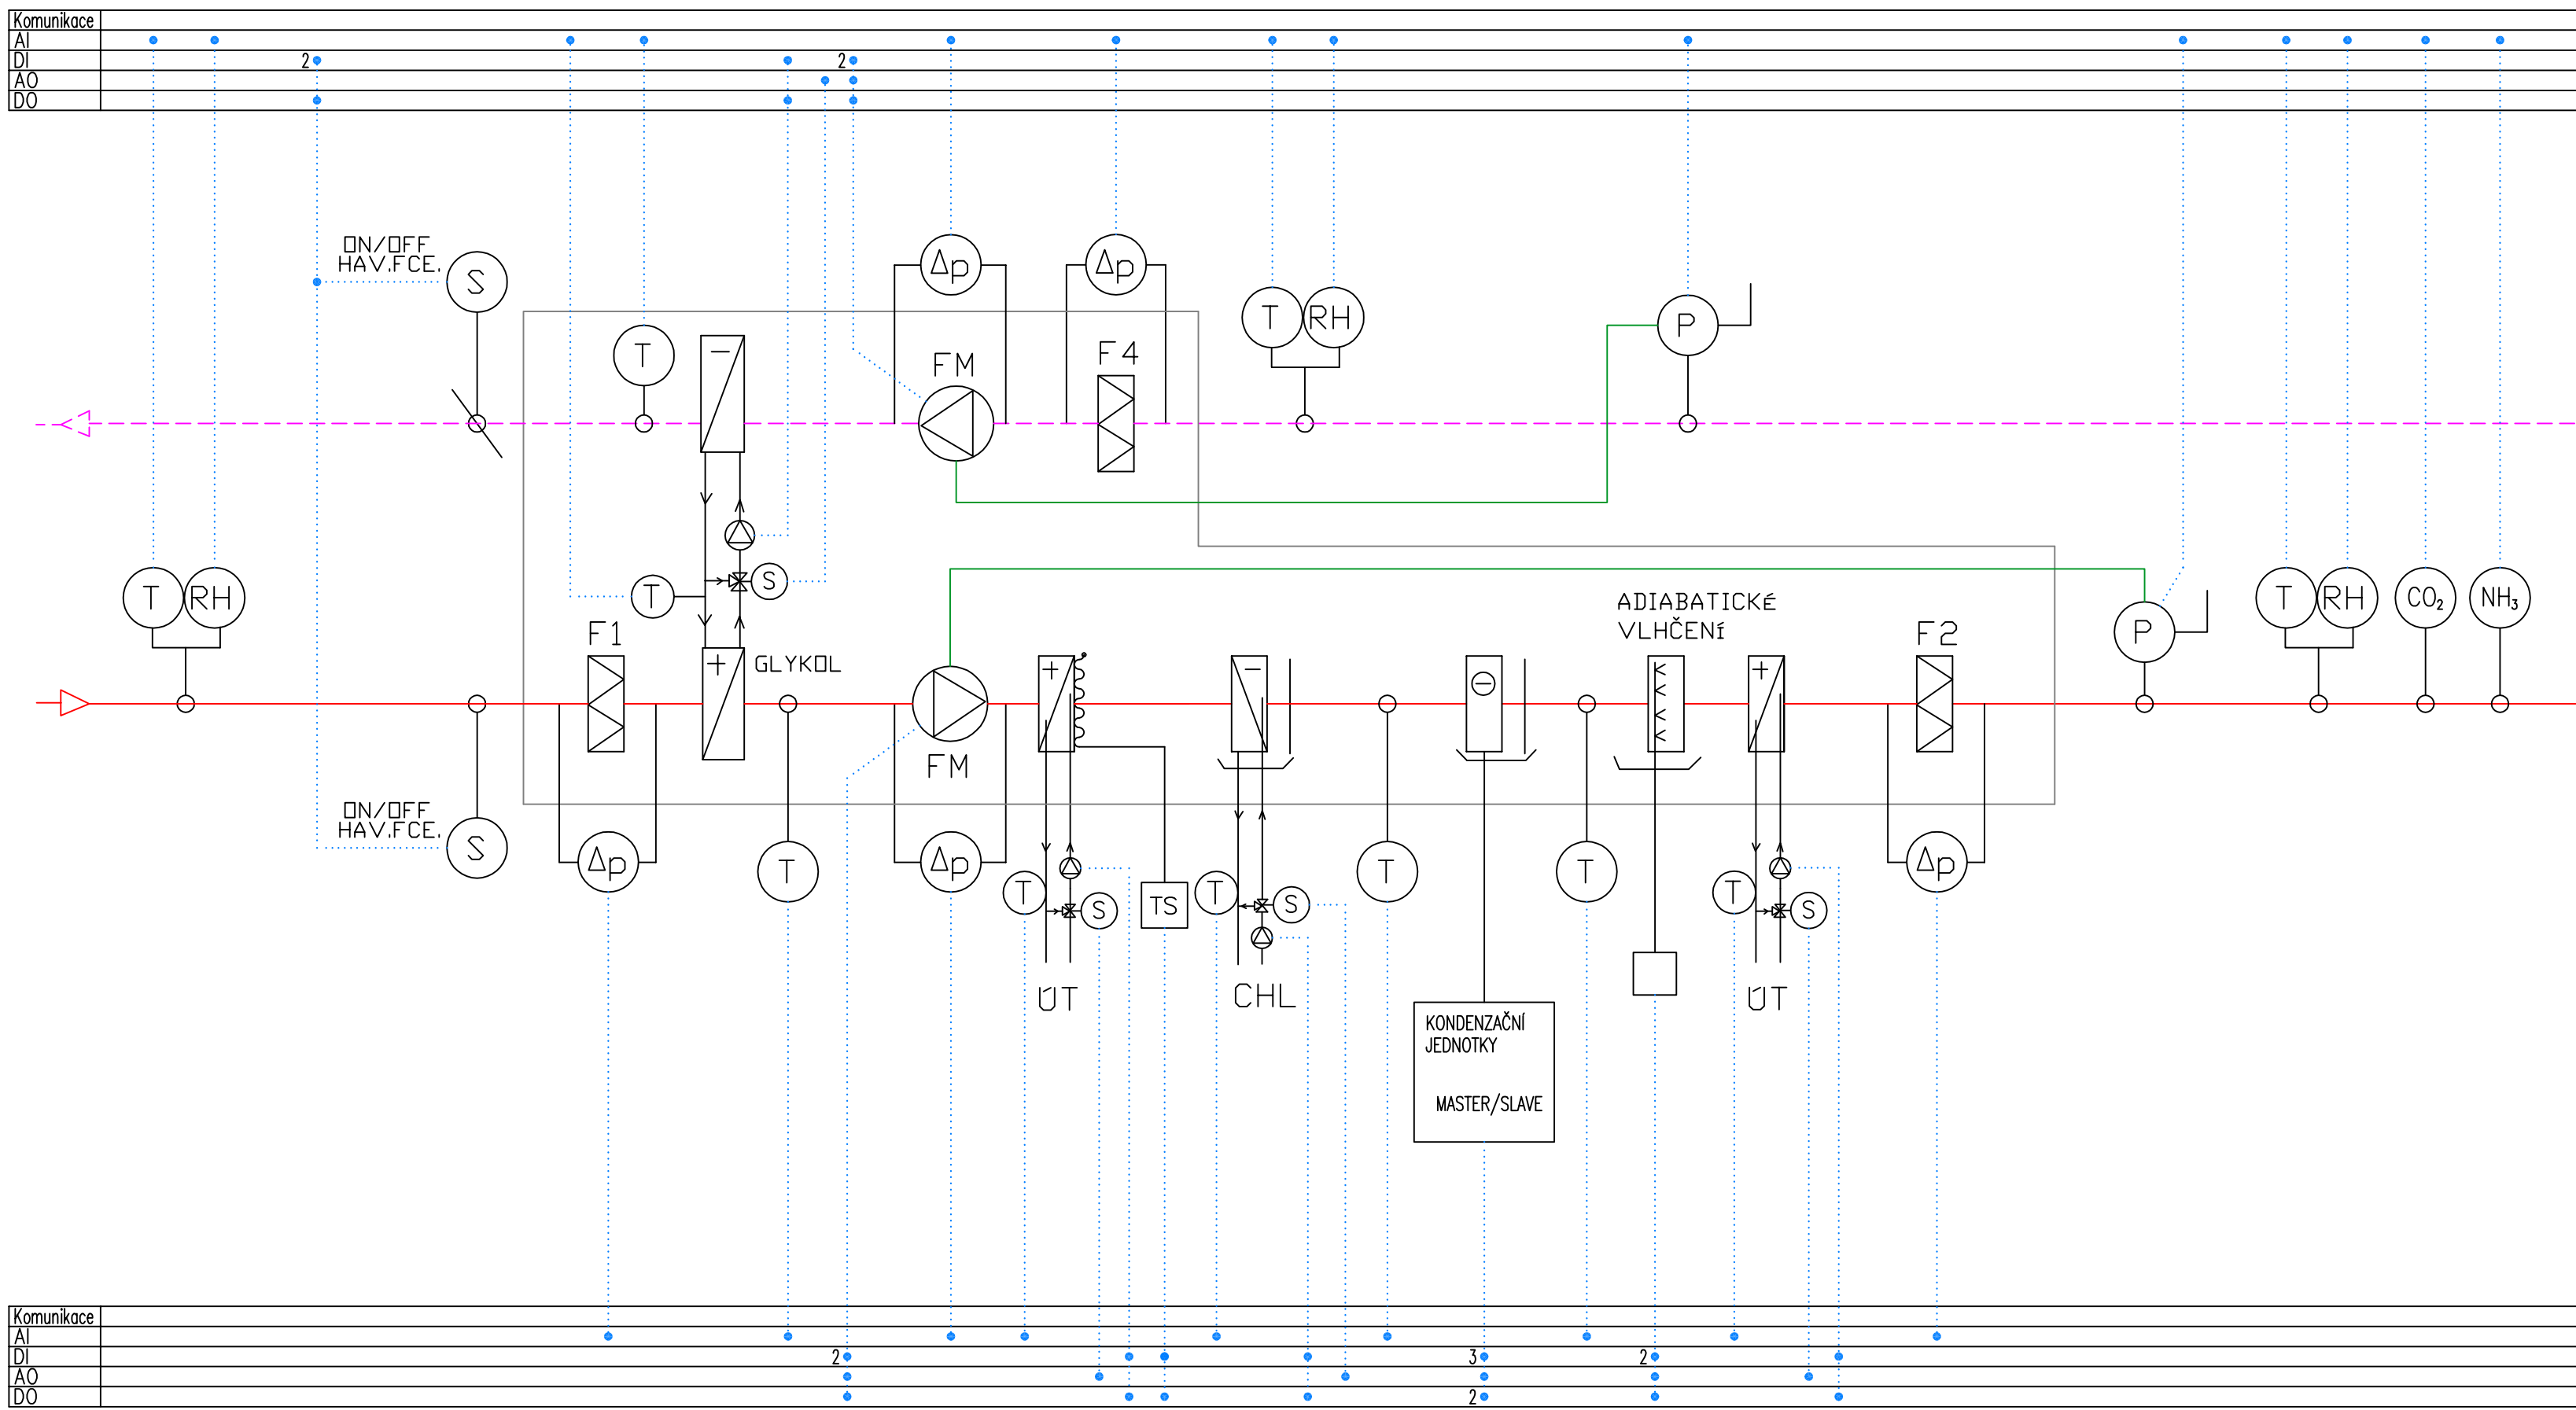 Komunikace
AI
DI 2 2
AO
DO
ON/OFF
HAV.FCE.
S
Δp
Δp
T RH
P
T
FM
F4
T RH
T
S
F1
GLYKOL
ADIABATICKÉ
VLHČENÍ
F2
P
T RH CO₂ NH₃
FM
ON/OFF
HAV.FCE.
S
Δp
T
Δp
T
S
TS
T
S
T
T
T
S
Δp
ÚT
CHL
ÚT
KONDENZAČNÍ
JEDNOTKY
MASTER/SLAVE
Komunikace
AI
DI 2 3 2
AO
DO 2